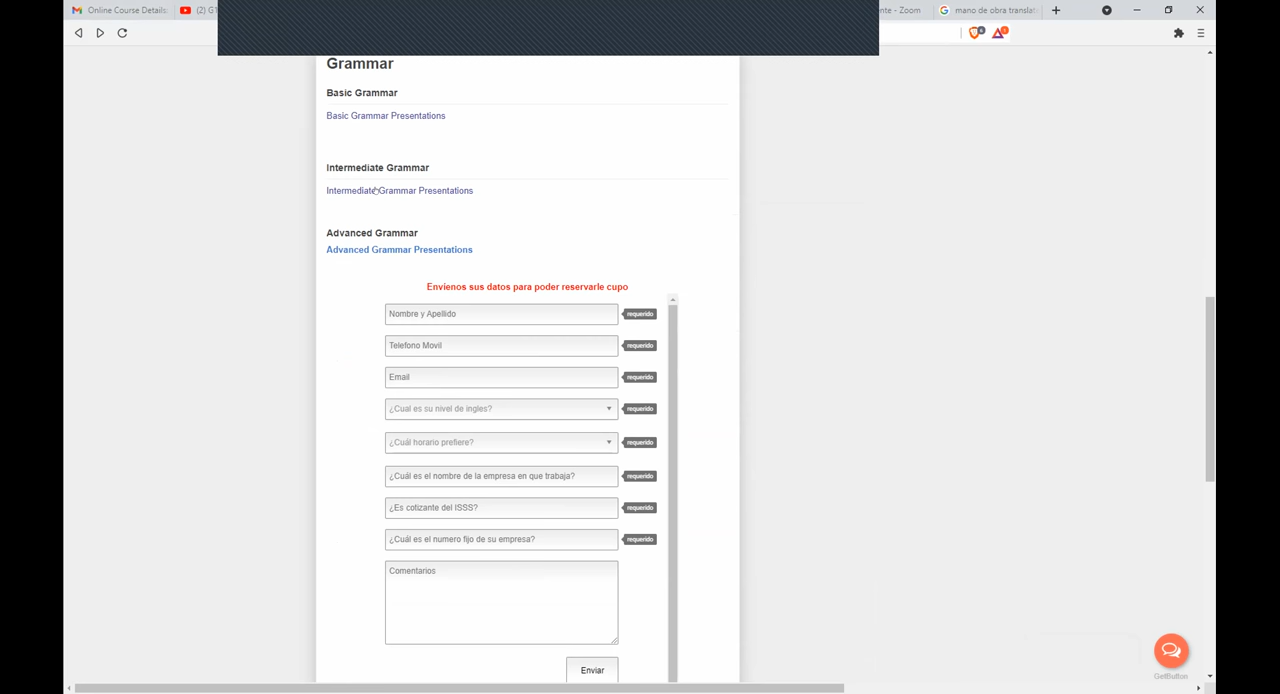 Online Course Details:
(2) G1
nte - Zoom
mano de obra translat
Grammar
Basic Grammar
Basic Grammar Presentations
Intermediate Grammar
Intermediate Grammar Presentations
Advanced Grammar
Advanced Grammar Presentations
Envienos sus datos para poder reservarle cupo
Nombre y Apellido
requerido
Telefono Movil
requerido
Email
requerido
¿Cual es su nivel de ingles?
requerido
¿Cuál horario prefiere?
requerido
¿Cuál es el nombre de la empresa en que trabaja?
requerido
¿Es cotizante del ISSS?
requerido
¿Cuál es el numero fijo de su empresa?
requerido
Comentarios
Enviar
GetButton